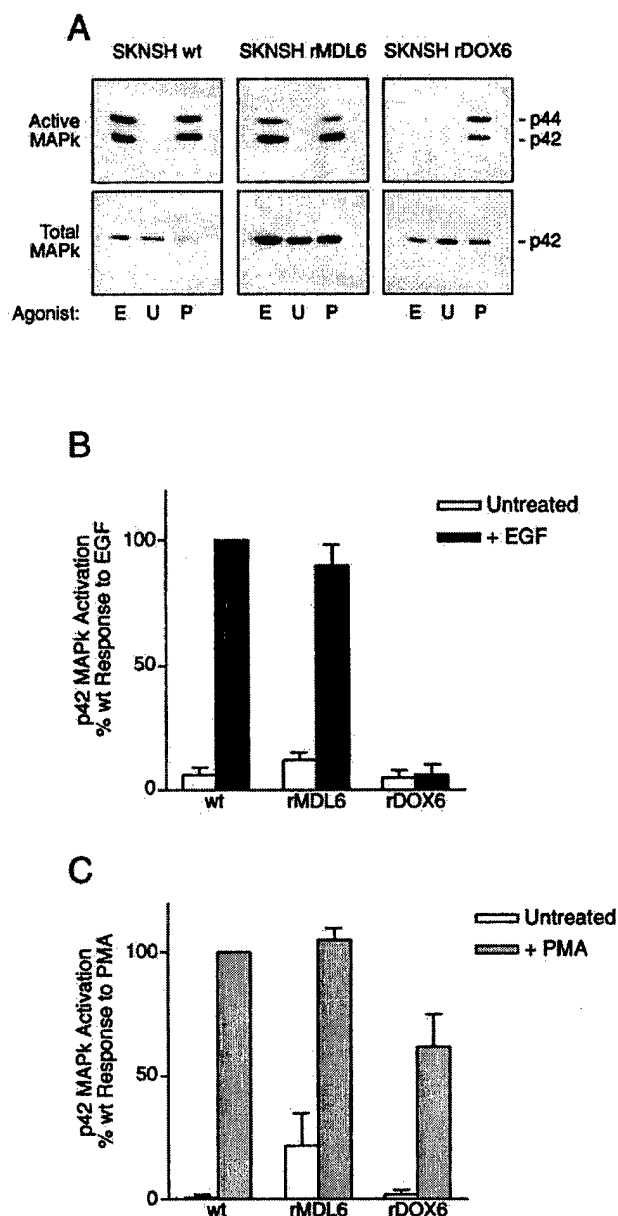 A
SKNSH wt SKNSH rMDL6 SKNSH rDOX6
Active
MAPk
- p44
- p42
Total
MAPk
- p42
Agonist: E U P E U P E U P
B
p42 MAPk Activation
% wt Response to EGF
100
50
0
Untreated
+ EGF
wt rMDL6 rDOX6
C
p42 MAPk Activation
% wt Response to PMA
100
50
0
Untreated
+ PMA
wt rMDL6 rDOX6